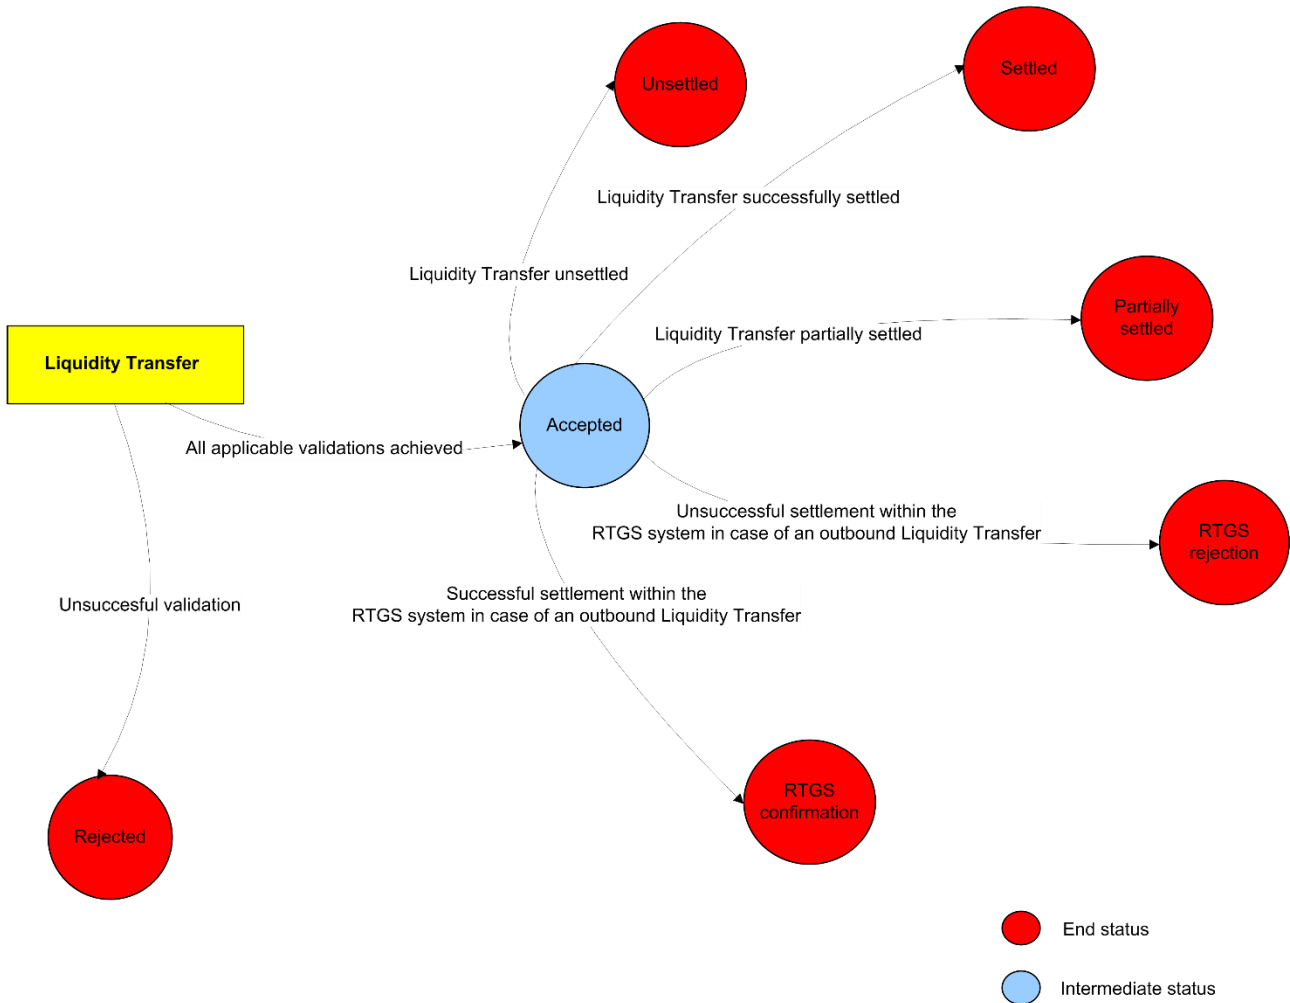 Settled
Unsettled
Liquidity Transfer successfully settled
Liquidity Transfer unsettled
Partially
settled
Liquidity Transfer partially settled
Liquidity Transfer
Accepted
All applicable validations achieved
Unsuccessful settlement within the
RTGS system in case of an outbound Liquidity Transfer
RTGS
rejection
Successful settlement within the
RTGS system in case of an outbound Liquidity Transfer
Unsuccesful validation
RTGS
confirmation
Rejected
End status
Intermediate status